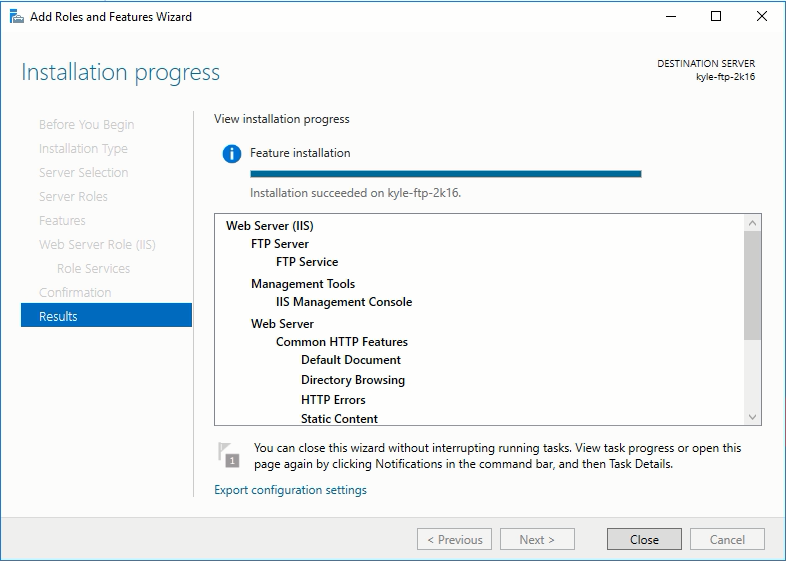 Add Roles and Features Wizard
Installation progress
DESTINATION SERVER
kyle-ftp-2k16
Before You Begin
Installation Type
Server Selection
Server Roles
Features
Web Server Role (IIS)
Role Services
Confirmation
Results
View installation progress
Feature installation
Installation succeeded on kyle-ftp-2k16.
Web Server (IIS)
FTP Server
FTP Service
Management Tools
IIS Management Console
Web Server
Common HTTP Features
Default Document
Directory Browsing
HTTP Errors
Static Content
1
You can close this wizard without interrupting running tasks. View task progress or open this
page again by clicking Notifications in the command bar, and then Task Details.
Export configuration settings
< Previous
Next >
Close
Cancel